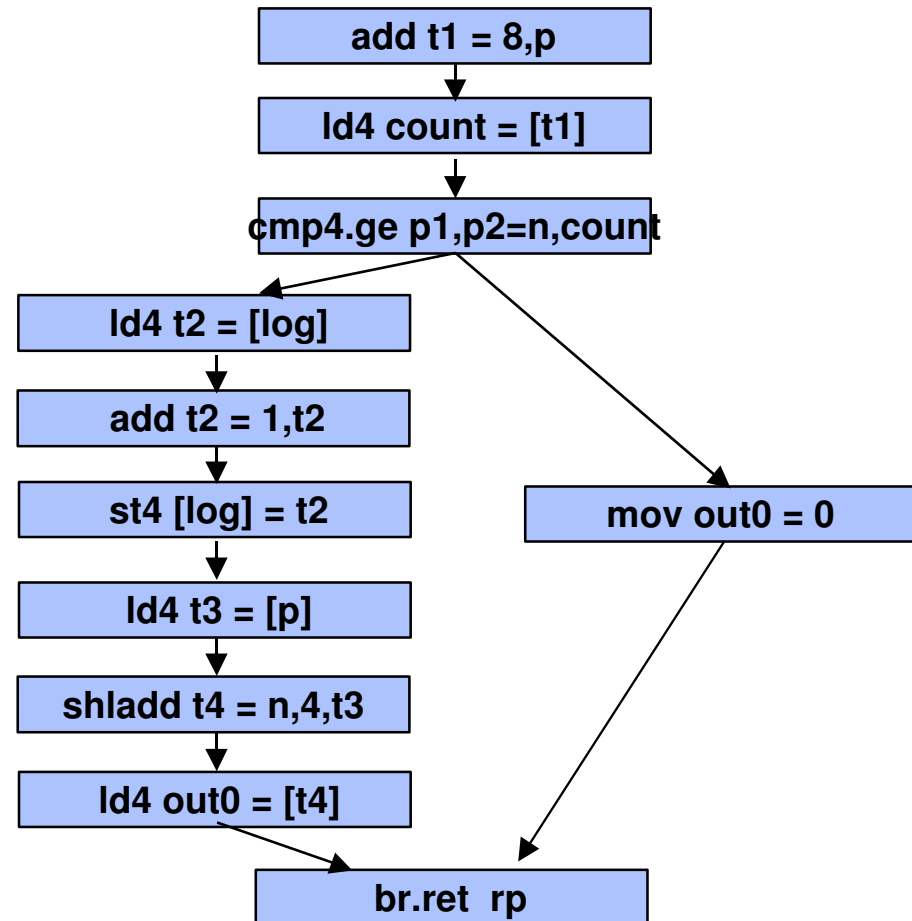 add t1 = 8,p
ld4 count = [t1]
cmp4.ge p1,p2=n,count
ld4 t2 = [log]
add t2 = 1,t2
st4 [log] = t2
mov out0 = 0
ld4 t3 = [p]
shladd t4 = n,4,t3
ld4 out0 = [t4]
br.ret rp